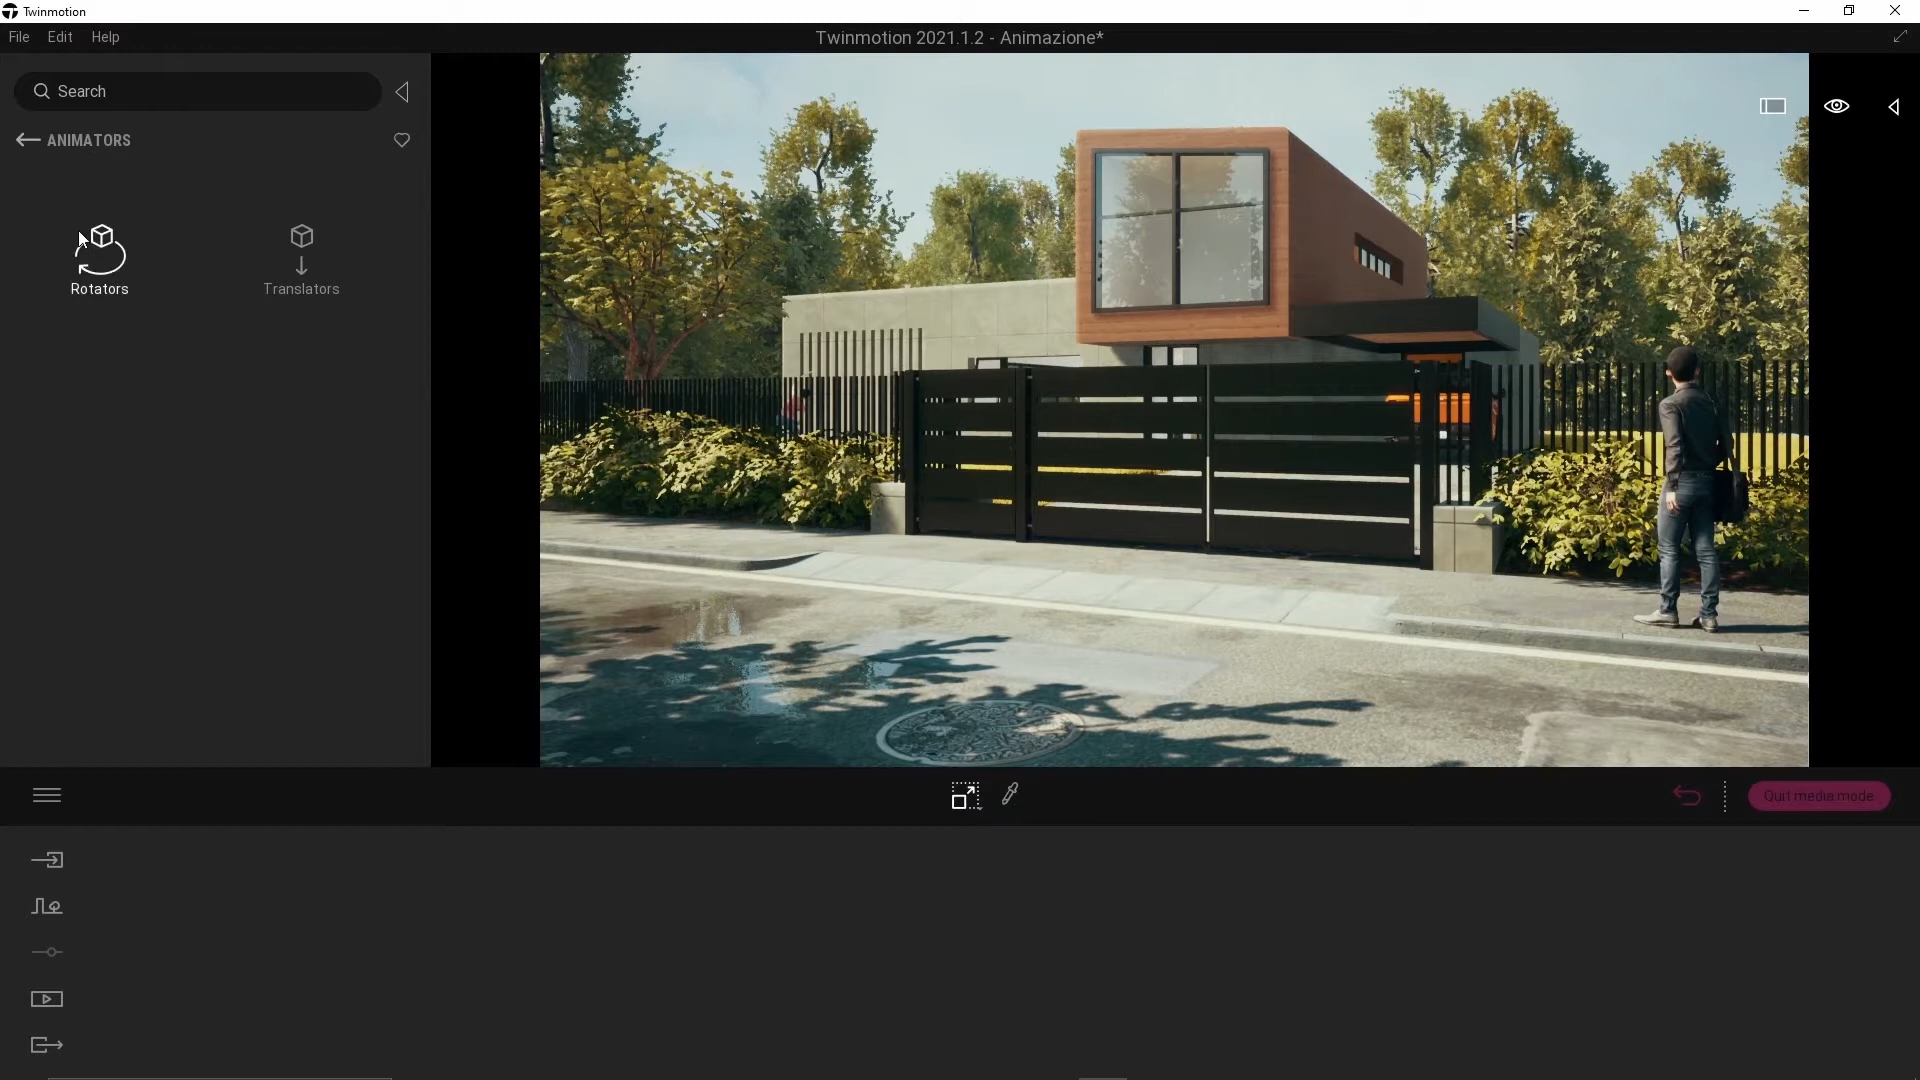 Twinmotion
File Edit Help
Twinmotion 2021.1.2 - Animazione*
Search
ANIMATORS
Rotators
Translators
Quit media mode